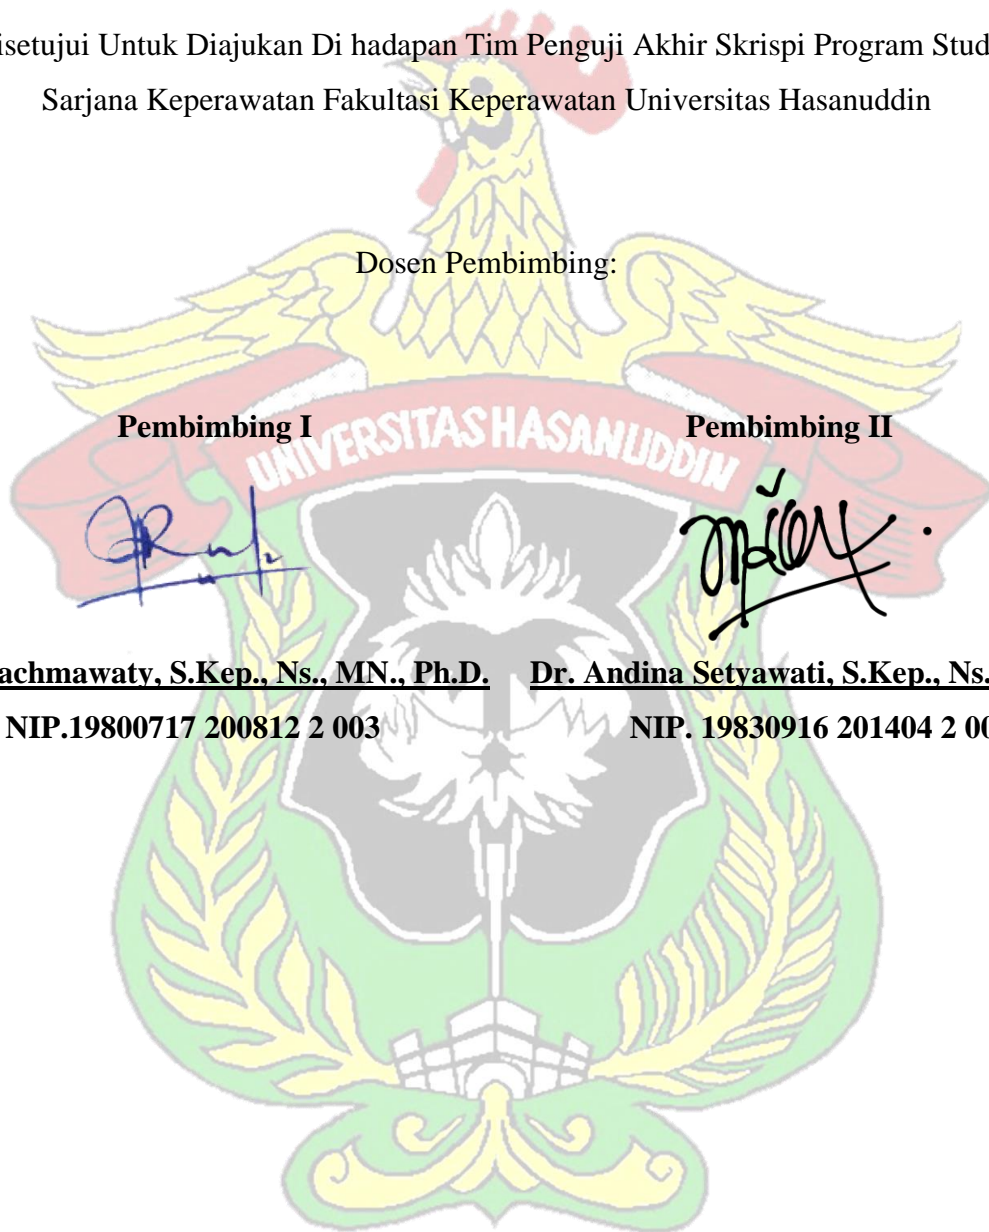 isetujui Untuk Diajukan Di hadapan Tim Penguji Akhir Skrispi Program Stud
Sarjana Keperawatan Fakultasi Keperawatan Universitas Hasanuddin
Dosen Pembimbing:
Pembimbing I Pembimbing II
UNIVERSITAS HASANUDDIN
achmawaty, S.Kep., Ns., MN., Ph.D. Dr. Andina Setyawati, S.Kep., Ns.
NIP.19800717 200812 2 003 NIP. 19830916 201404 2 00